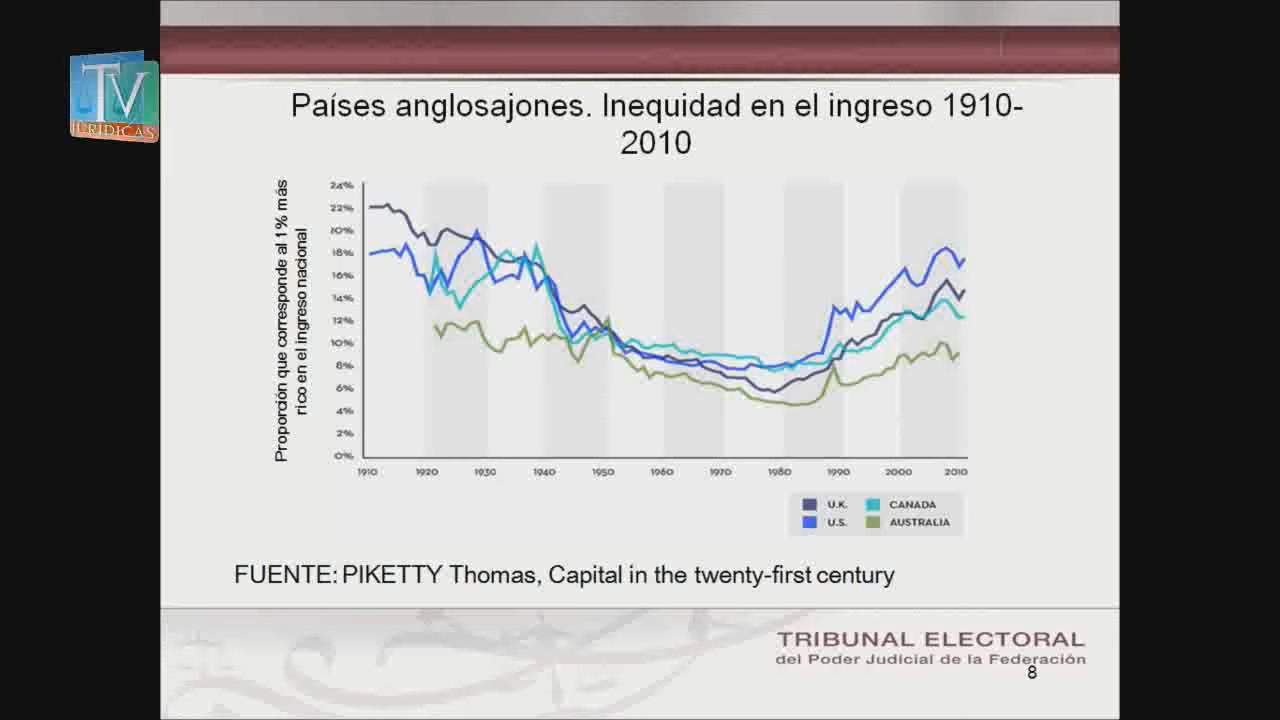 TV
JURIDICAS
Países anglosajones. Inequidad en el ingreso 1910-
2010
Proporción que corresponde al 1% más
rico en el ingreso nacional
24%
22%
20%
18%
16%
14%
12%
10%
8%
6%
4%
2%
0%
1910 1920 1930 1940 1950 1960 1970 1980 1990 2000 2010
U.K. CANADA
U.S. AUSTRALIA
FUENTE: PIKETTY Thomas, Capital in the twenty-first century
TRIBUNAL ELECTORAL
del Poder Judicial de la Federación
8